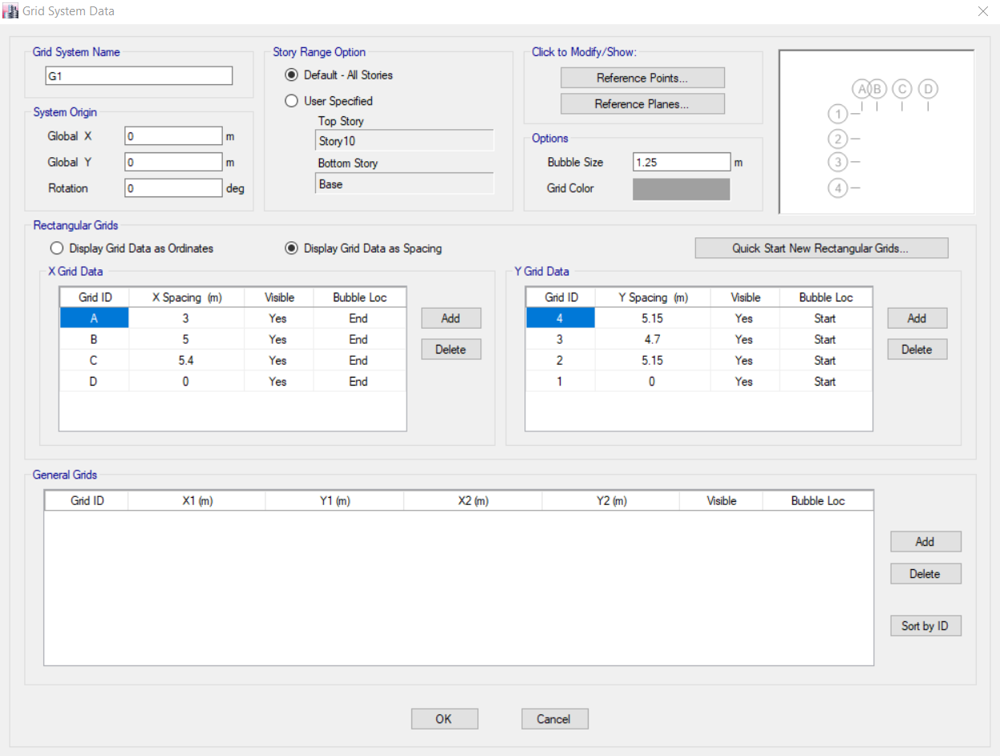 Grid System Data
Grid System Name
G1
System Origin
Global X 0 m
Global Y 0 m
Rotation 0 deg
Story Range Option
Default - All Stories
User Specified
Top Story
Story10
Bottom Story
Base
Click to Modify/Show:
Reference Points...
Reference Planes...
Options
Bubble Size 1.25 m
Grid Color
A B C D
1
2
3
4
Rectangular Grids
Display Grid Data as Ordinates Display Grid Data as Spacing Quick Start New Rectangular Grids...
X Grid Data
Grid ID X Spacing (m) Visible Bubble Loc
A 3 Yes End
B 5 Yes End
C 5.4 Yes End
D 0 Yes End
Add
Delete
Y Grid Data
Grid ID Y Spacing (m) Visible Bubble Loc
4 5.15 Yes Start
3 4.7 Yes Start
2 5.15 Yes Start
1 0 Yes Start
Add
Delete
General Grids
Grid ID X1 (m) Y1 (m) X2 (m) Y2 (m) Visible Bubble Loc
Add
Delete
Sort by ID
OK Cancel